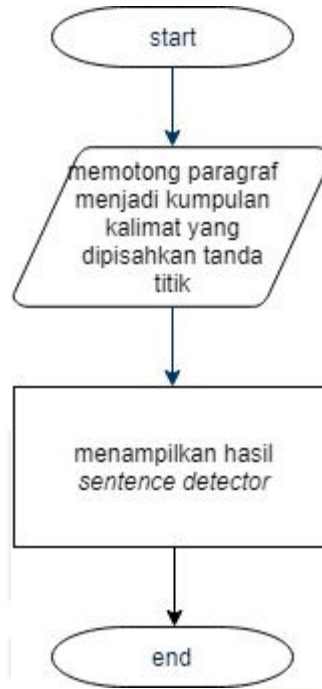 start
memotong paragraf
menjadi kumpulan
kalimat yang
dipisahkan tanda
titik
menampilkan hasil
sentence detector
end